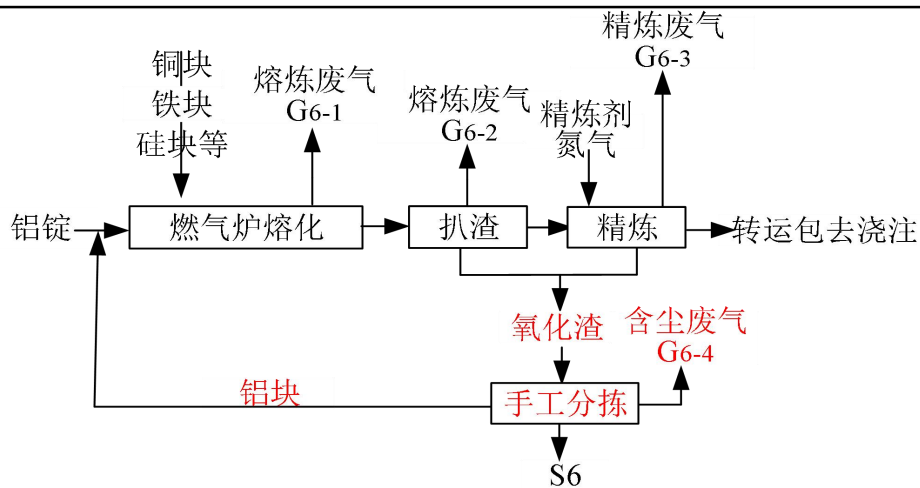 精炼废气
G6-3
铜块
铁块
硅块等
熔炼废气
G6-1
熔炼废气
G6-2
精炼剂
氮气
铝锭
燃气炉熔化
扒渣
精炼
转运包去浇注
氧化渣
含尘废气
G6-4
铝块
手工分拣
S6